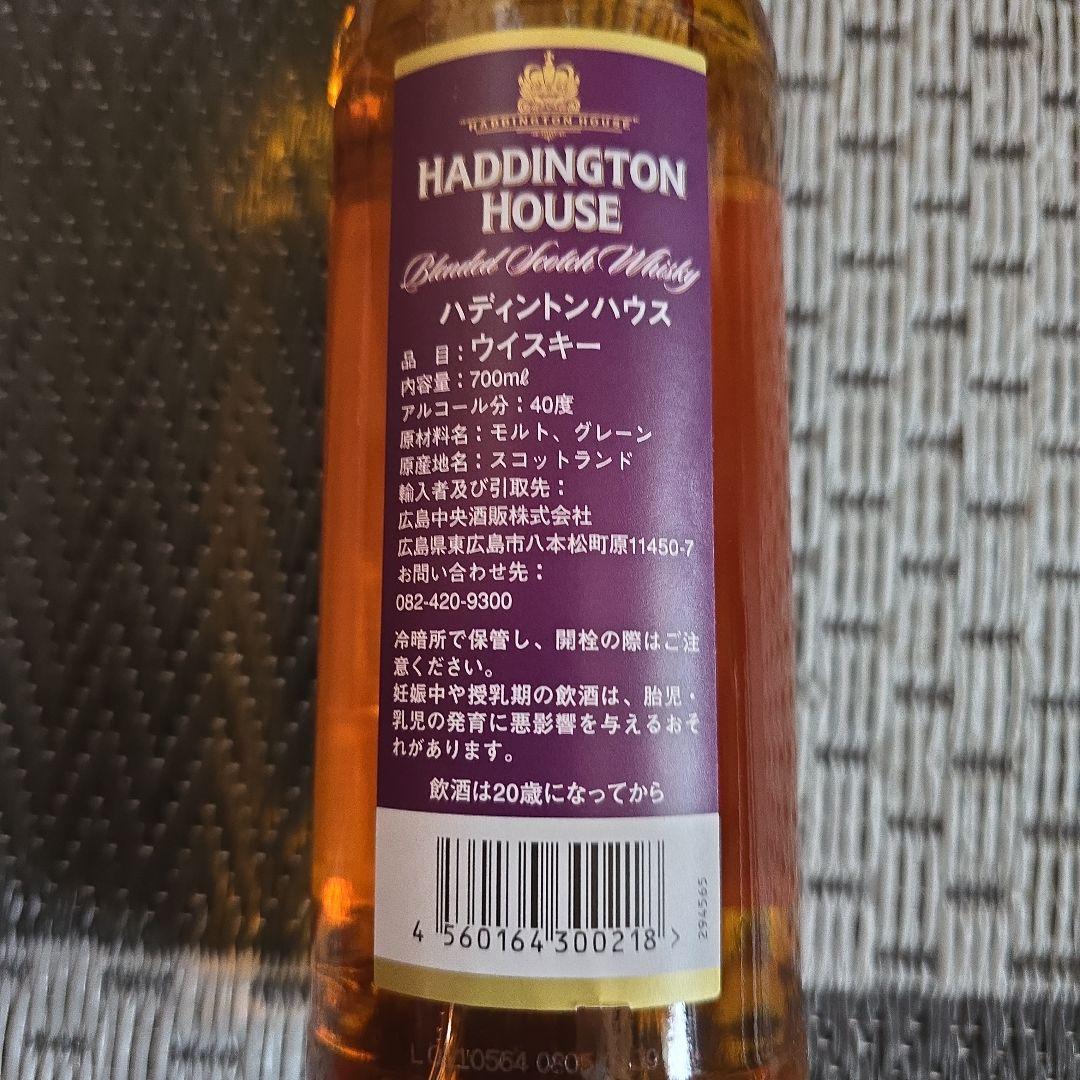 "HADDINGTON HOUSE"
HADDINGTON
HOUSE
Blended Scotch Whisky
ハディントンハウス
品 目：ウイスキー
内容量：700mℓ
アルコール分：40度
原材料名：モルト、グレーン
原産地名：スコットランド
輸入者及び引取先：
広島中央酒販株式会社
広島県東広島市八本松町原11450-7
お問い合わせ先：
082-420-9300
冷暗所で保管し、開栓の際はご注
意ください。
妊娠中や授乳期の飲酒は、胎児・
乳児の発育に悪影響を与えるおそ
れがあります。
飲酒は20歳になってから
4 560164 300218 >
294565